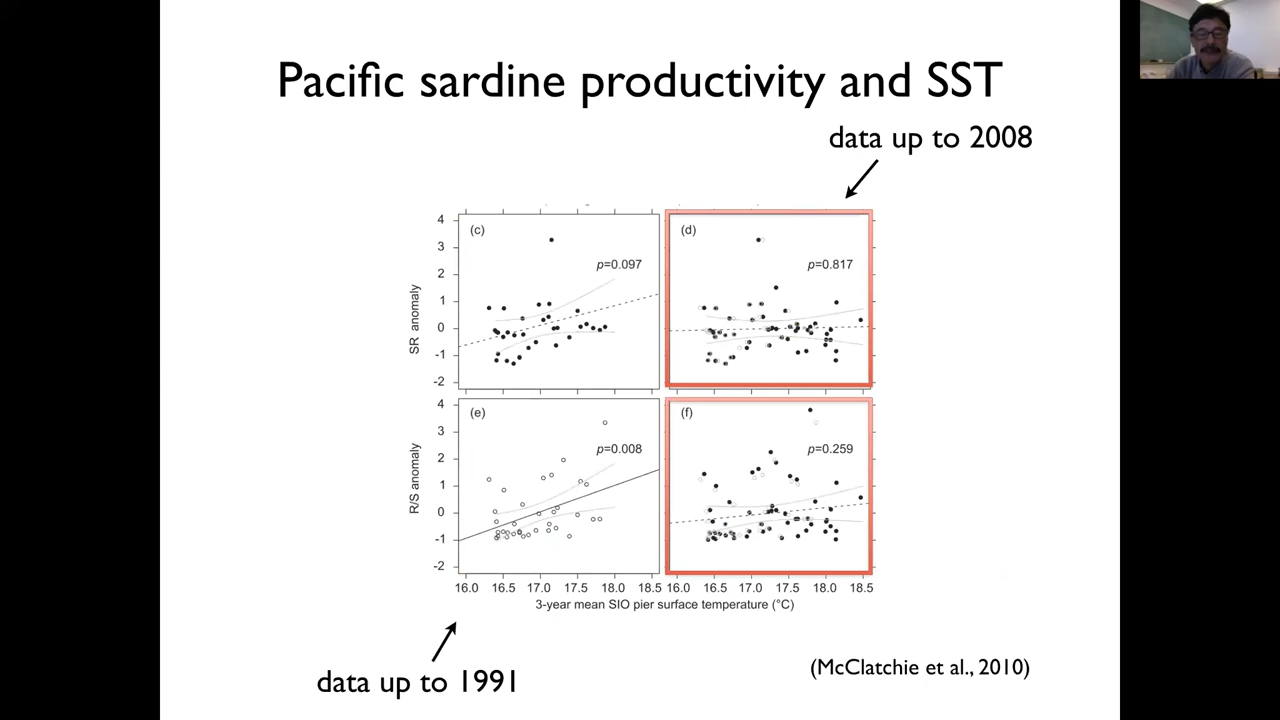 Pacific sardine productivity and SST
data up to 2008
4
3
2
1
0
-1
-2
SR anomaly
(c)
p=0.097
(d)
p=0.817
4
3
2
1
0
-1
-2
R/S anomaly
(e)
p=0.008
(f)
p=0.259
16.0 16.5 17.0 17.5 18.0 18.5 16.0 16.5 17.0 17.5 18.0 18.5
3-year mean SIO pier surface temperature (°C)
data up to 1991
(McClatchie et al., 2010)